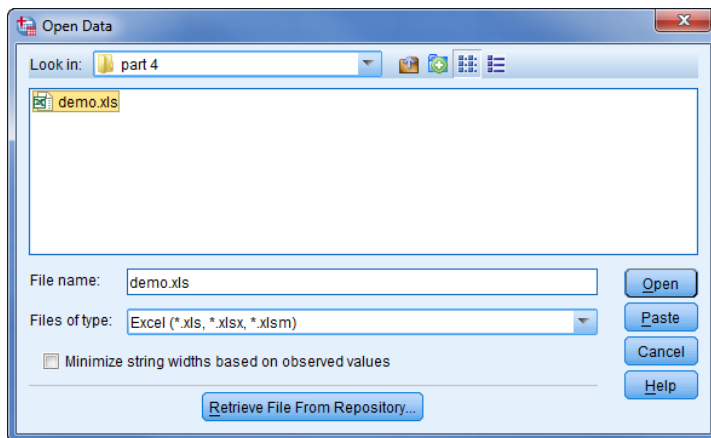 Open Data
Look in: part 4
demo.xls
File name: demo.xls
Open
Files of type: Excel (*.xls, *.xlsx, *.xlsm)
Paste
Minimize string widths based on observed values
Cancel
Help
Retrieve File From Repository...